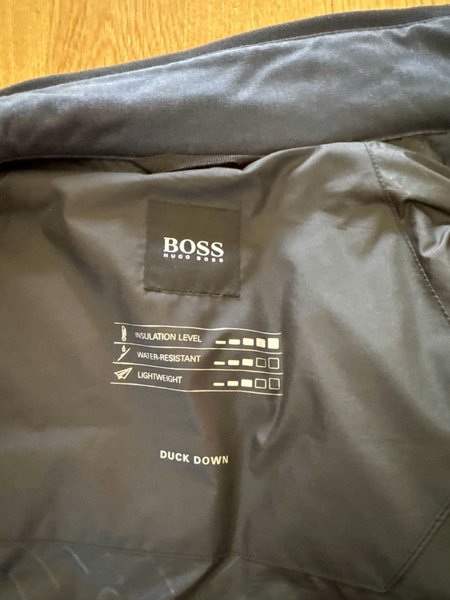 BOSS
HUGO BOSS
INSULATION LEVEL
WATER-RESISTANT
LIGHTWEIGHT
DUCK DOWN